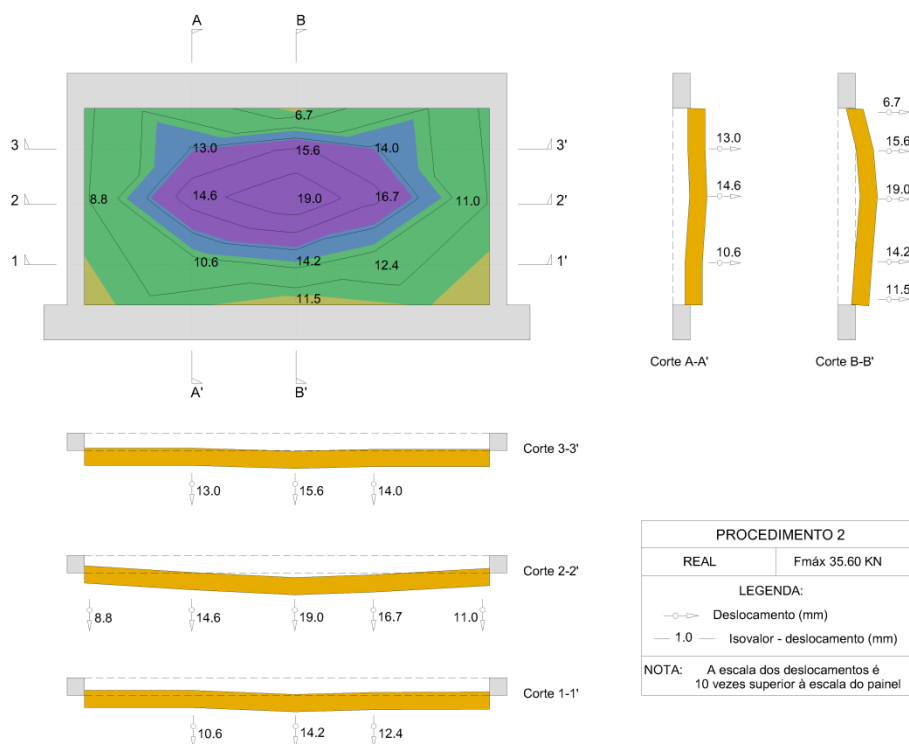 A B
6.7
3 13.0 15.6 14.0 3'
2 8.8 14.6 19.0 16.7 11.0 2'
1 10.6 14.2 12.4 1'
11.5
A' B'
13.0
14.6
10.6
Corte A-A'
6.7
15.6
19.0
14.2
11.5
Corte B-B'
Corte 3-3'
13.0 15.6 14.0
Corte 2-2'
8.8 14.6 19.0 16.7 11.0
Corte 1-1'
10.6 14.2 12.4
PROCEDIMENTO 2
REAL Fmáx 35.60 KN
LEGENDA:
Deslocamento (mm)
1.0 Isovalor - deslocamento (mm)
NOTA: A escala dos deslocamentos é
10 vezes superior à escala do painel